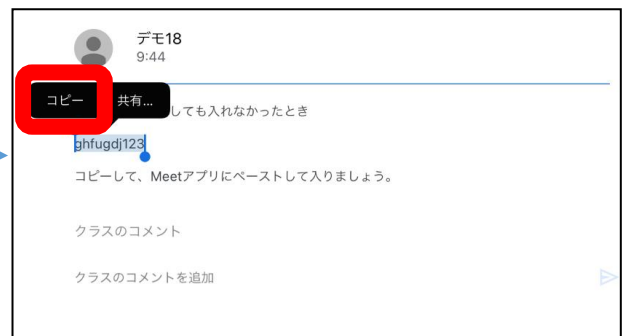 デモ18
9:44
コピー 共有...
しても入れなかったとき
ghfugdj123
コピーして、Meetアプリにペーストして入りましょう。
クラスのコメント
クラスのコメントを追加